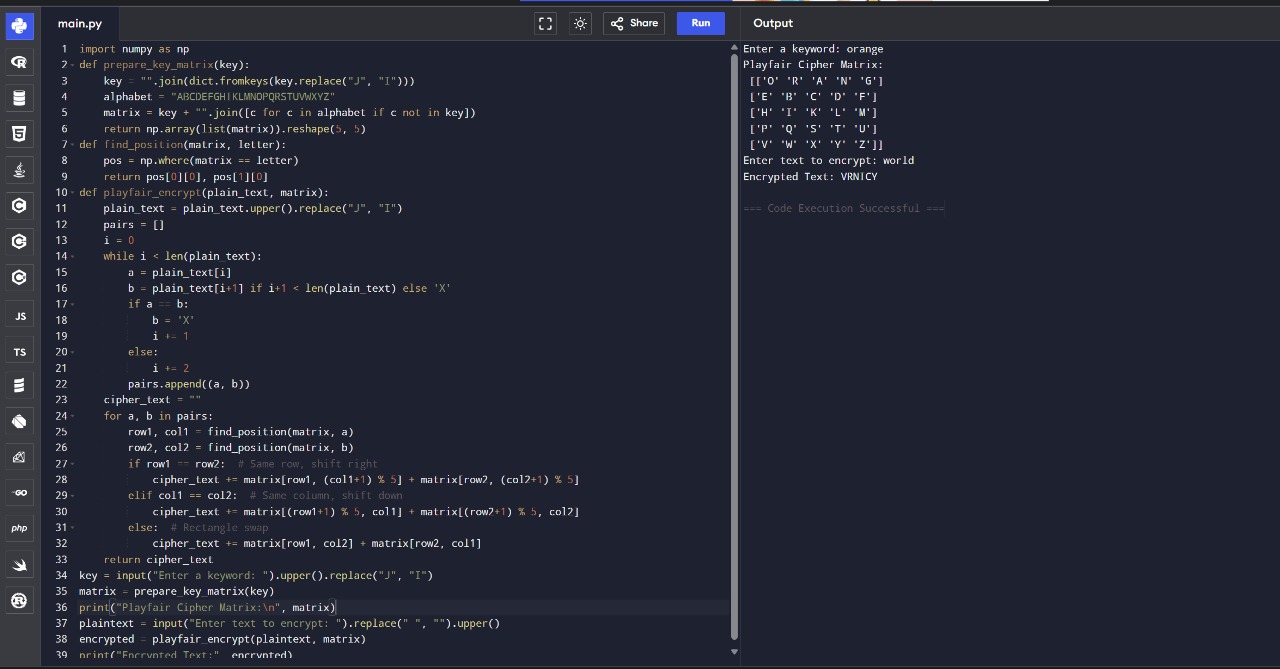 main.py
Share
Run
Output
JS
TS
GO
php
1 import numpy as np
2 def prepare_key_matrix(key):
3 key = "".join(dict.fromkeys(key.replace("J", "I")))
4 alphabet = "ABCDEFGHIKLMNOPQRSTUVWXYZ"
5 matrix = key + "".join([c for c in alphabet if c not in key])
6 return np.array(list(matrix)).reshape(5, 5)
7 def find_position(matrix, letter):
8 pos = np.where(matrix == letter)
9 return pos[0][0], pos[1][0]
10 def playfair_encrypt(plain_text, matrix):
11 plain_text = plain_text.upper().replace("J", "I")
12 pairs = []
13 i = 0
14 while i < len(plain_text):
15 a = plain_text[i]
16 b = plain_text[i+1] if i+1 < len(plain_text) else 'X'
17 if a == b:
18 b = 'X'
19 i += 1
20 else:
21 i += 2
22 pairs.append((a, b))
23 cipher_text = ""
24 for a, b in pairs:
25 row1, col1 = find_position(matrix, a)
26 row2, col2 = find_position(matrix, b)
27 if row1 == row2: # Same row, shift right
28 cipher_text += matrix[row1, (col1+1) % 5] + matrix[row2, (col2+1) % 5]
29 elif col1 == col2: # Same column, shift down
30 cipher_text += matrix[(row1+1) % 5, col1] + matrix[(row2+1) % 5, col2]
31 else: # Rectangle swap
32 cipher_text += matrix[row1, col2] + matrix[row2, col1]
33 return cipher_text
34 key = input("Enter a keyword: ").upper().replace("J", "I")
35 matrix = prepare_key_matrix(key)
36 print("Playfair Cipher Matrix:\n", matrix)
37 plaintext = input("Enter text to encrypt: ").replace(" ", "").upper()
38 encrypted = playfair_encrypt(plaintext, matrix)
39 print("Encrypted Text:", encrypted)
Enter a keyword: orange
Playfair Cipher Matrix:
[['O' 'R' 'A' 'N' 'G']
['E' 'B' 'C' 'D' 'F']
['H' 'I' 'K' 'L' 'M']
['P' 'Q' 'S' 'T' 'U']
['V' 'W' 'X' 'Y' 'Z']]
Enter text to encrypt: world
Encrypted Text: VRNICY
=== Code Execution Successful ===